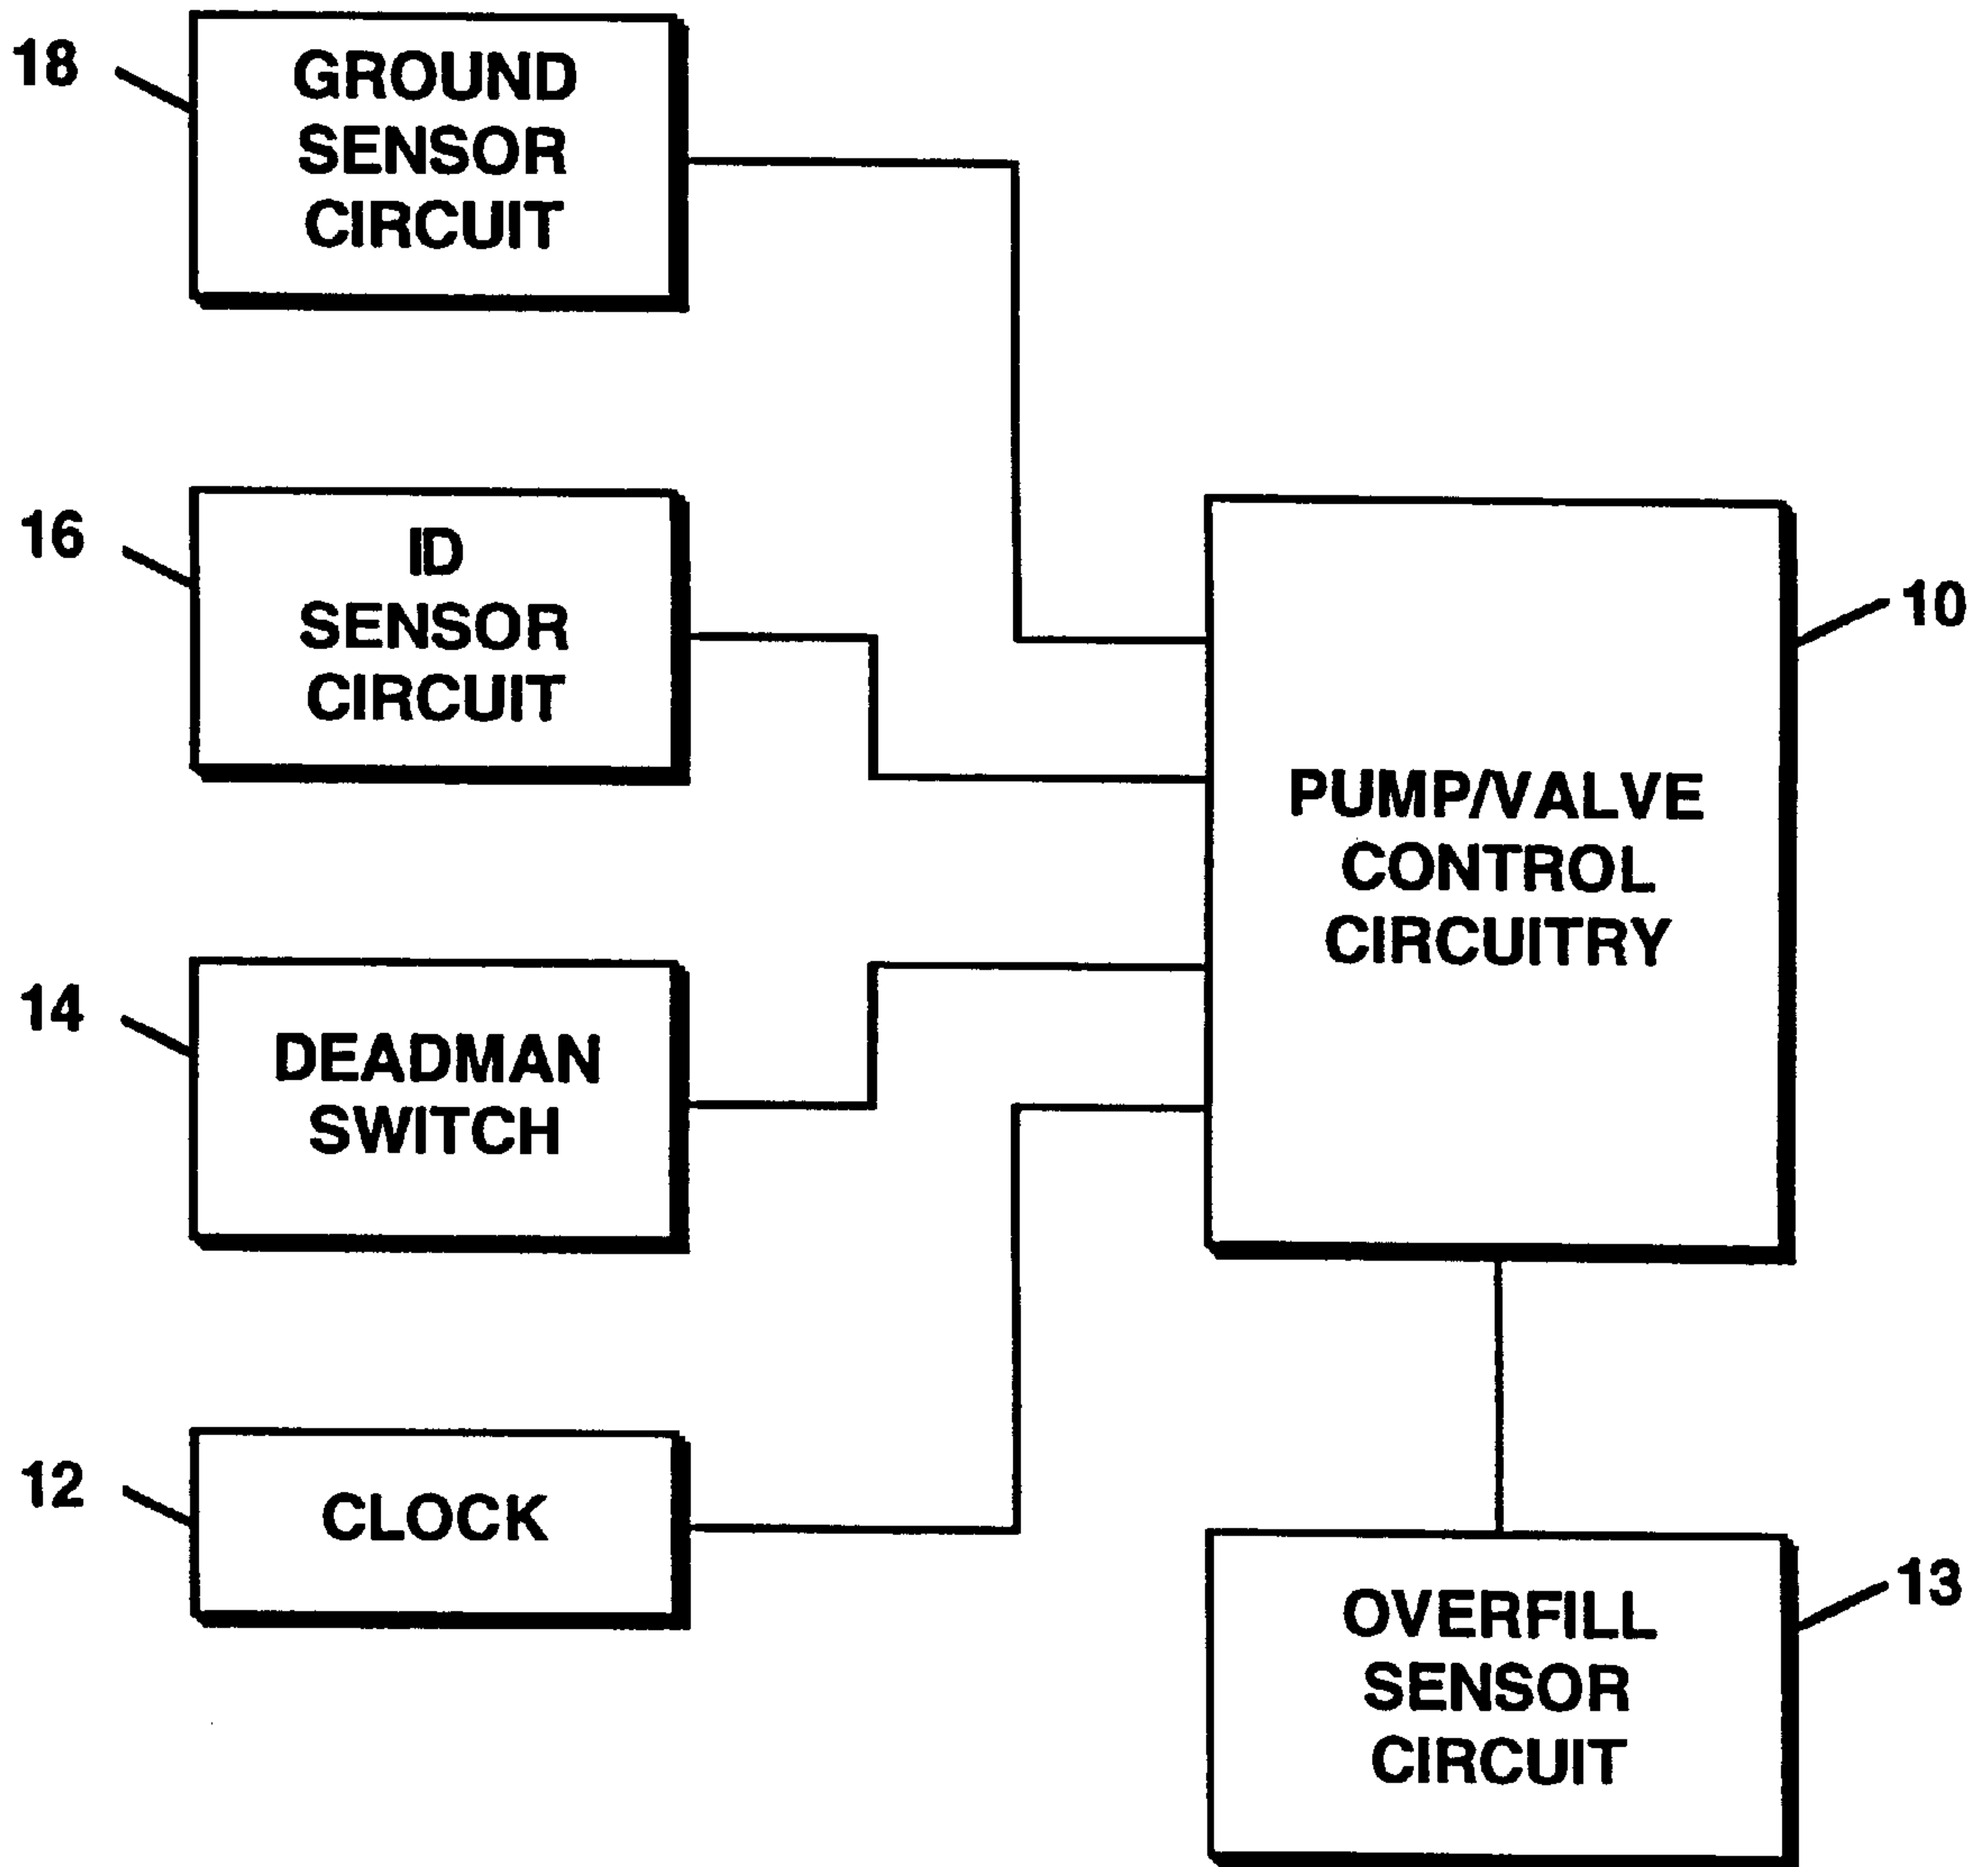 18
GROUND
SENSOR
CIRCUIT
16
ID
SENSOR
CIRCUIT
10
PUMP/VALVE
CONTROL
CIRCUITRY
14
DEADMAN
SWITCH
12
CLOCK
13
OVERFILL
SENSOR
CIRCUIT